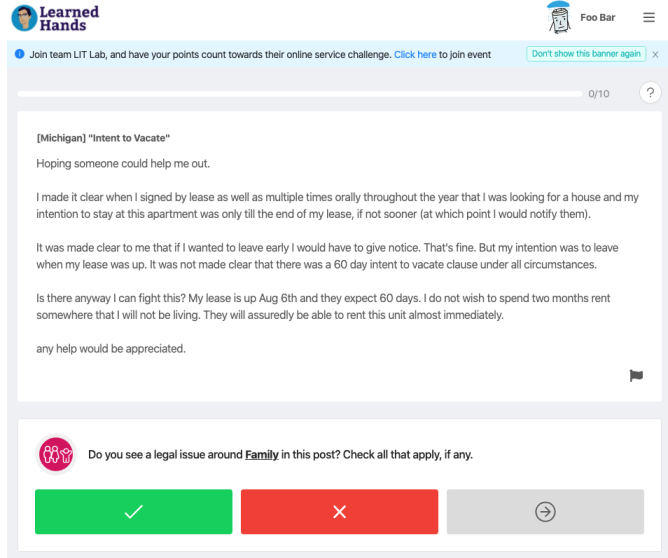 Learned
Hands
Foo Bar
Join team LIT Lab, and have your points count towards their online service challenge. Click here to join event
Don't show this banner again
0/10
?
[Michigan] "Intent to Vacate"
Hoping someone could help me out.
I made it clear when I signed by lease as well as multiple times orally throughout the year that I was looking for a house and my
intention to stay at this apartment was only till the end of my lease, if not sooner (at which point I would notify them).
It was made clear to me that if I wanted to leave early I would have to give notice. That's fine. But my intention was to leave
when my lease was up. It was not made clear that there was a 60 day intent to vacate clause under all circumstances.
Is there anyway I can fight this? My lease is up Aug 6th and they expect 60 days. I do not wish to spend two months rent
somewhere that I will not be living. They will assuredly be able to rent this unit almost immediately.
any help would be appreciated.
Do you see a legal issue around Family in this post? Check all that apply, if any.